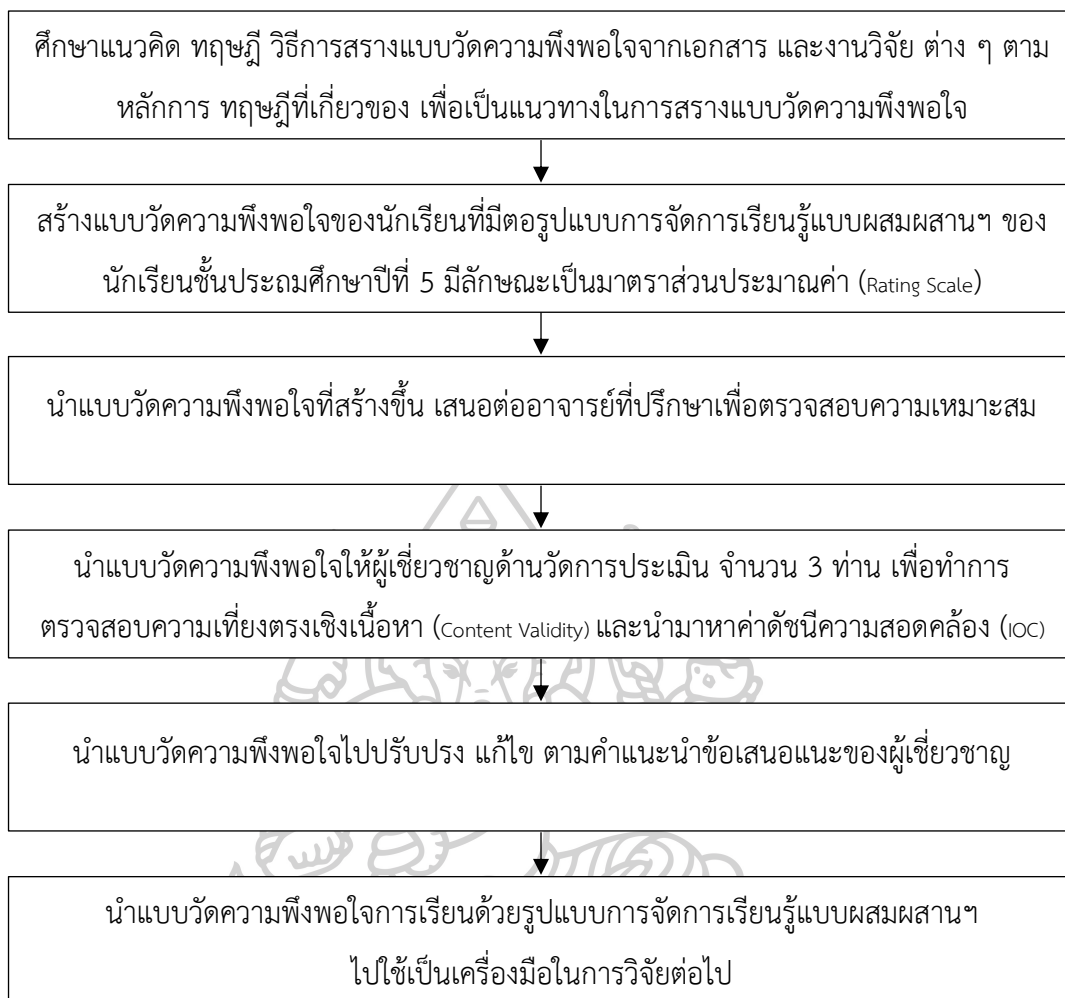 ศึกษาแนวคิด ทฤษฎี วิธีการสรางแบบวัดความพึงพอใจจากเอกสาร และงานวิจัย ต่าง ๆ ตาม
หลักการ ทฤษฎีที่เกี่ยวของ เพื่อเป็นแนวทางในการสรางแบบวัดความพึงพอใจ
สร้างแบบวัดความพึงพอใจของนักเรียนที่มีตอรูปแบบการจัดการเรียนรู้แบบผสมผสานฯ ของ
นักเรียนชั้นประถมศึกษาปีที่ 5 มีลักษณะเป็นมาตราส่วนประมาณค่า (Rating Scale)
นำแบบวัดความพึงพอใจที่สร้างขึ้น เสนอต่ออาจารย์ที่ปรึกษาเพื่อตรวจสอบความเหมาะสม
นำแบบวัดความพึงพอใจให้ผู้เชี่ยวชาญด้านวัดการประเมิน จำนวน 3 ท่าน เพื่อทำการ
ตรวจสอบความเที่ยงตรงเชิงเนื้อหา (Content Validity) และนำมาหาค่าดัชนีความสอดคล้อง (IOC)
นำแบบวัดความพึงพอใจไปปรับปรุง แก้ไข ตามคำแนะนำข้อเสนอแนะของผู้เชี่ยวชาญ
นำแบบวัดความพึงพอใจการเรียนด้วยรูปแบบการจัดการเรียนรู้แบบผสมผสานฯ
ไปใช้เป็นเครื่องมือในการวิจัยต่อไป